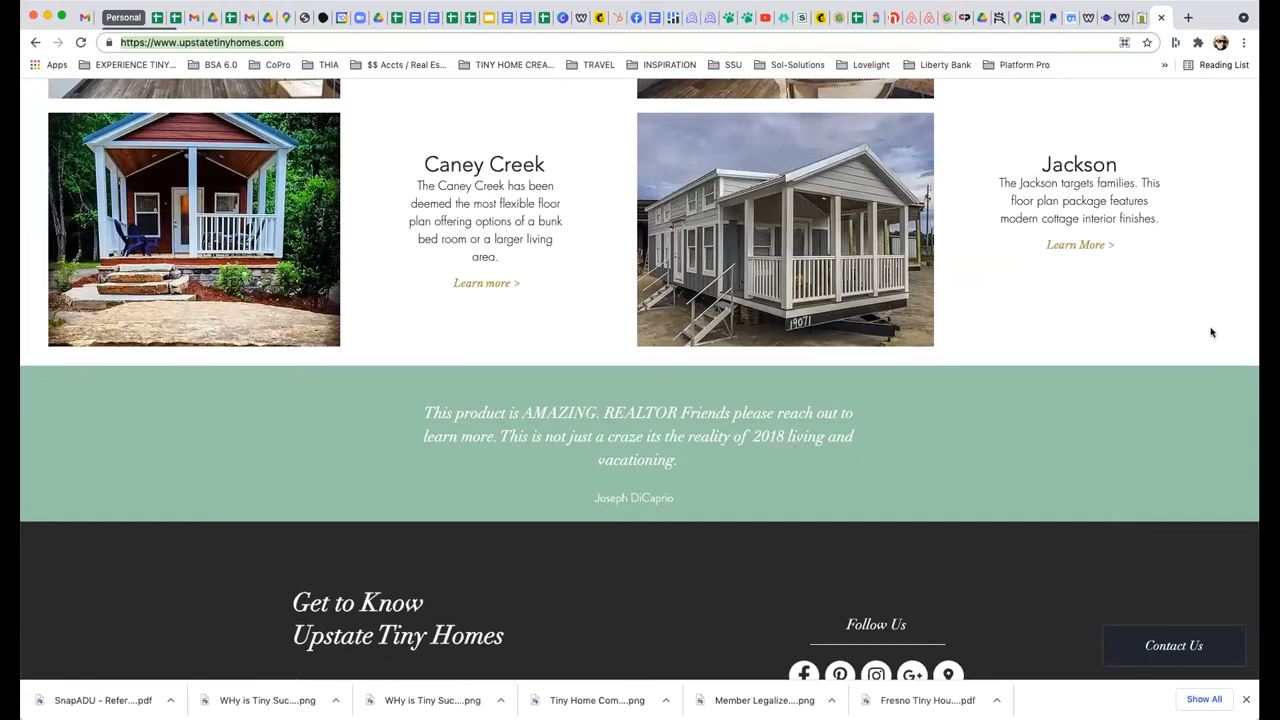 Personal
https://www.upstatetinyhomes.com
Apps
EXPERIENCE TINY...
BSA 6.0
CoPro
THIA
$$ Accts / Real Es...
TINY HOME CREA...
TRAVEL
INSPIRATION
SSU
Sol-Solutions
Lovelight
Liberty Bank
Platform Pro
»
Reading List
Caney Creek
The Caney Creek has been
deemed the most flexible floor
plan offering options of a bunk
bed room or a larger living
area.
Learn more >
19071
Jackson
The Jackson targets families. This
floor plan package features
modern cottage interior finishes.
Learn More >
This product is AMAZING. REALTOR Friends please reach out to
learn more. This is not just a craze its the reality of 2018 living and
vacationing.
Joseph DiCaprio
Get to Know
Upstate Tiny Homes
Follow Us
Contact Us
SnapADU - Refer....pdf
WHy is Tiny Suc....png
WHy is Tiny Suc....png
Tiny Home Com....png
Member Legalize....png
Fresno TIny Hou....pdf
Show All